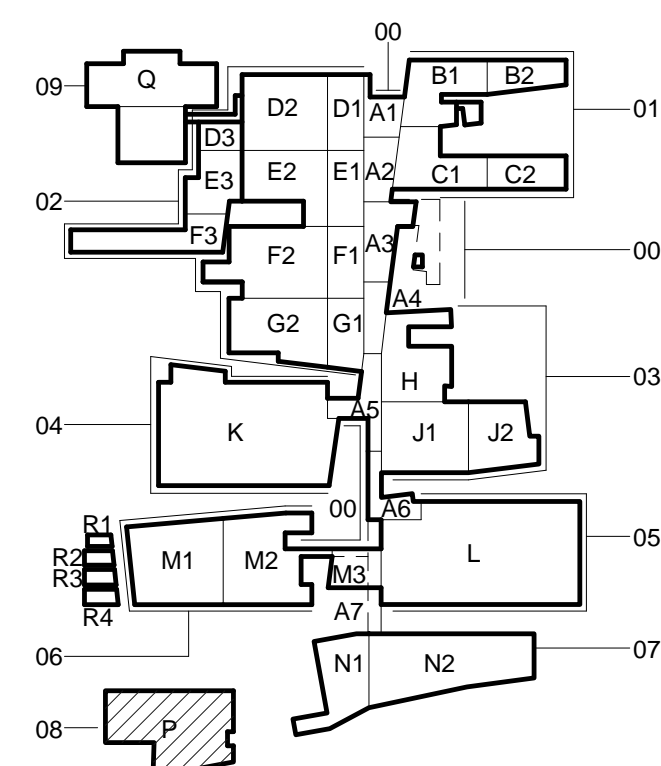 00
09 Q D2 D1 A1 B1 B2 01
D3
02 E3 E2 E1 A2 C1 C2
F3 F2 F1 A3 00
G2 G1 A4
H 03
04 K A5 J1 J2
00 A6
R1
R2 M1 M2 L 05
R3 M3
R4 A7
06 N1 N2 07
08 P